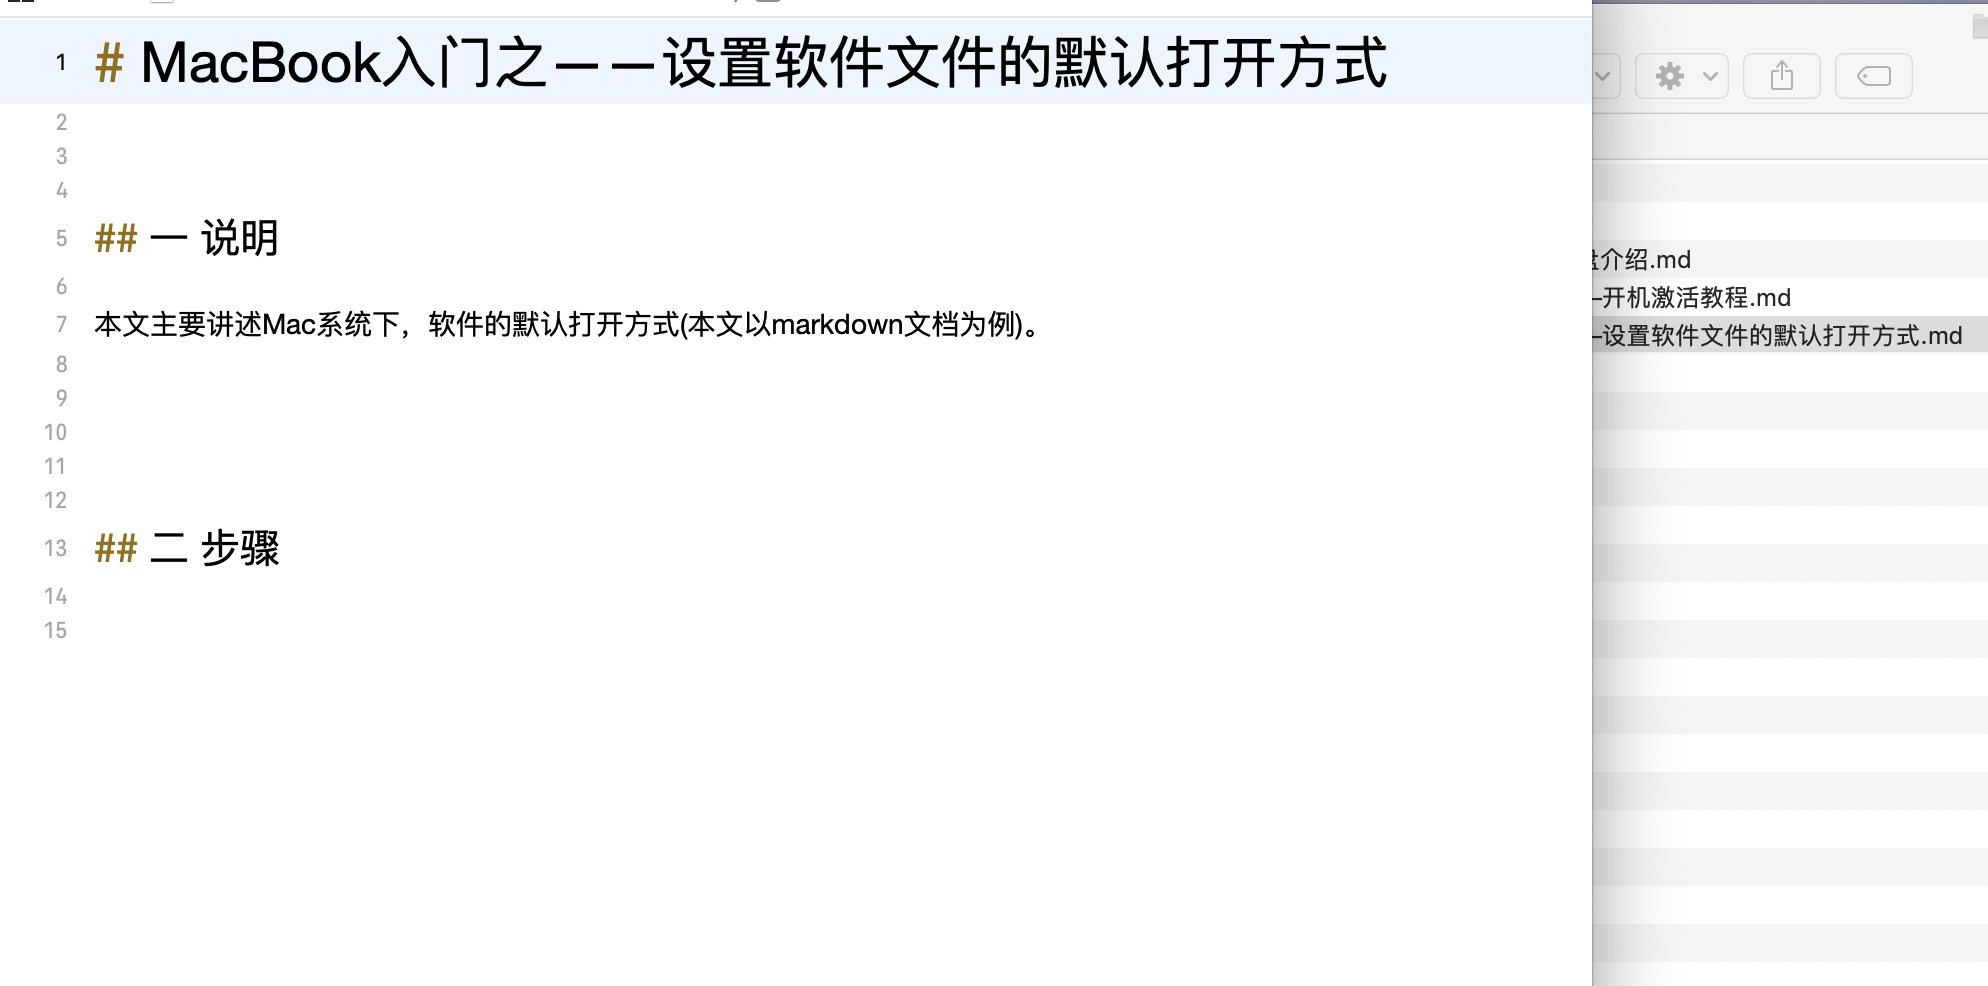 1 # MacBook入门之——设置软件文件的默认打开方式
2
3
4
5 ## 一 说明
6
7 本文主要讲述Mac系统下，软件的默认打开方式(本文以markdown文档为例)。
8
9
10
11
12
13 ## 二 步骤
14
15
介绍.md
开机激活教程.md
设置软件文件的默认打开方式.md